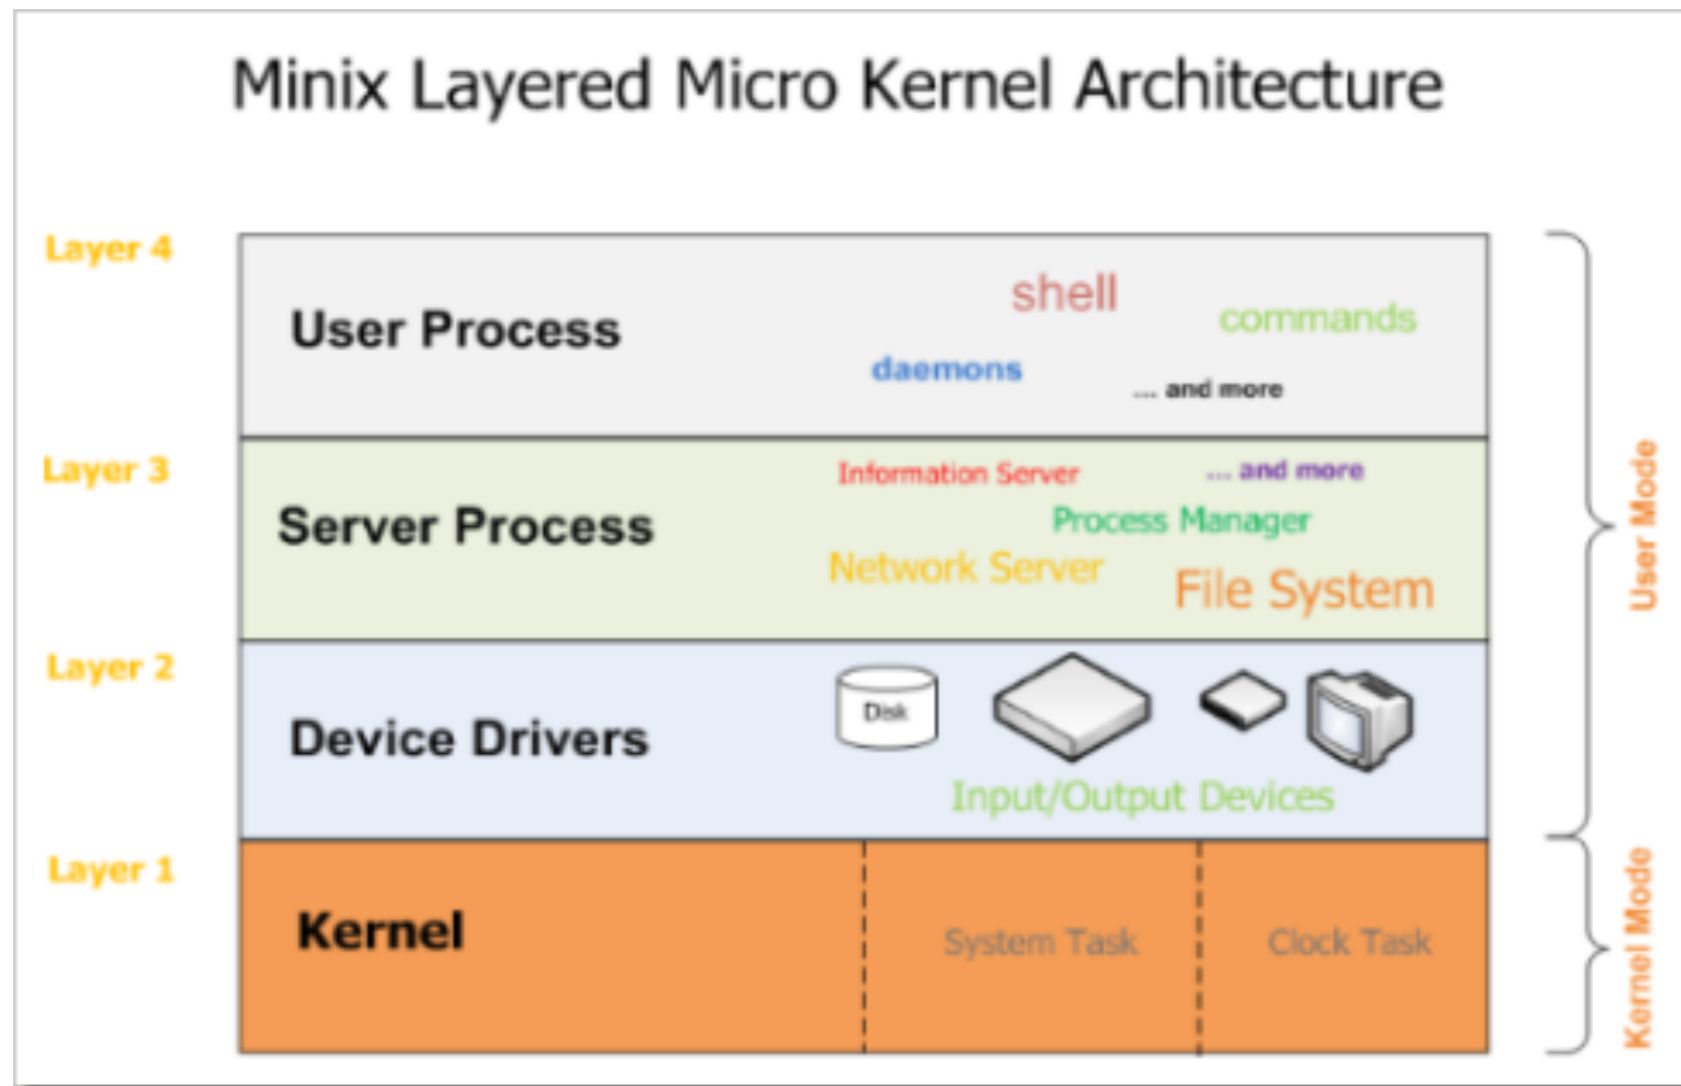 Minix Layered Micro Kernel Architecture
Layer 4
User Process
shell
commands
daemons
... and more
Layer 3
Server Process
Information Server
... and more
Process Manager
Network Server
File System
User Mode
Layer 2
Device Drivers
Disk
Input/Output Devices
Layer 1
Kernel
System Task
Clock Task
Kernel Mode